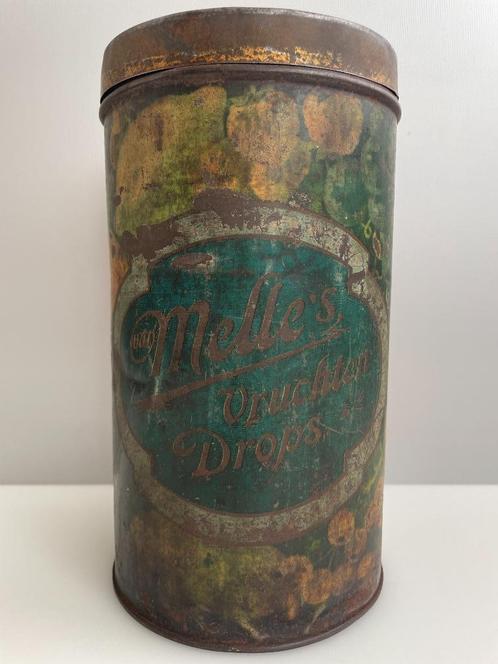 van Melle's
Vruchten
Drops